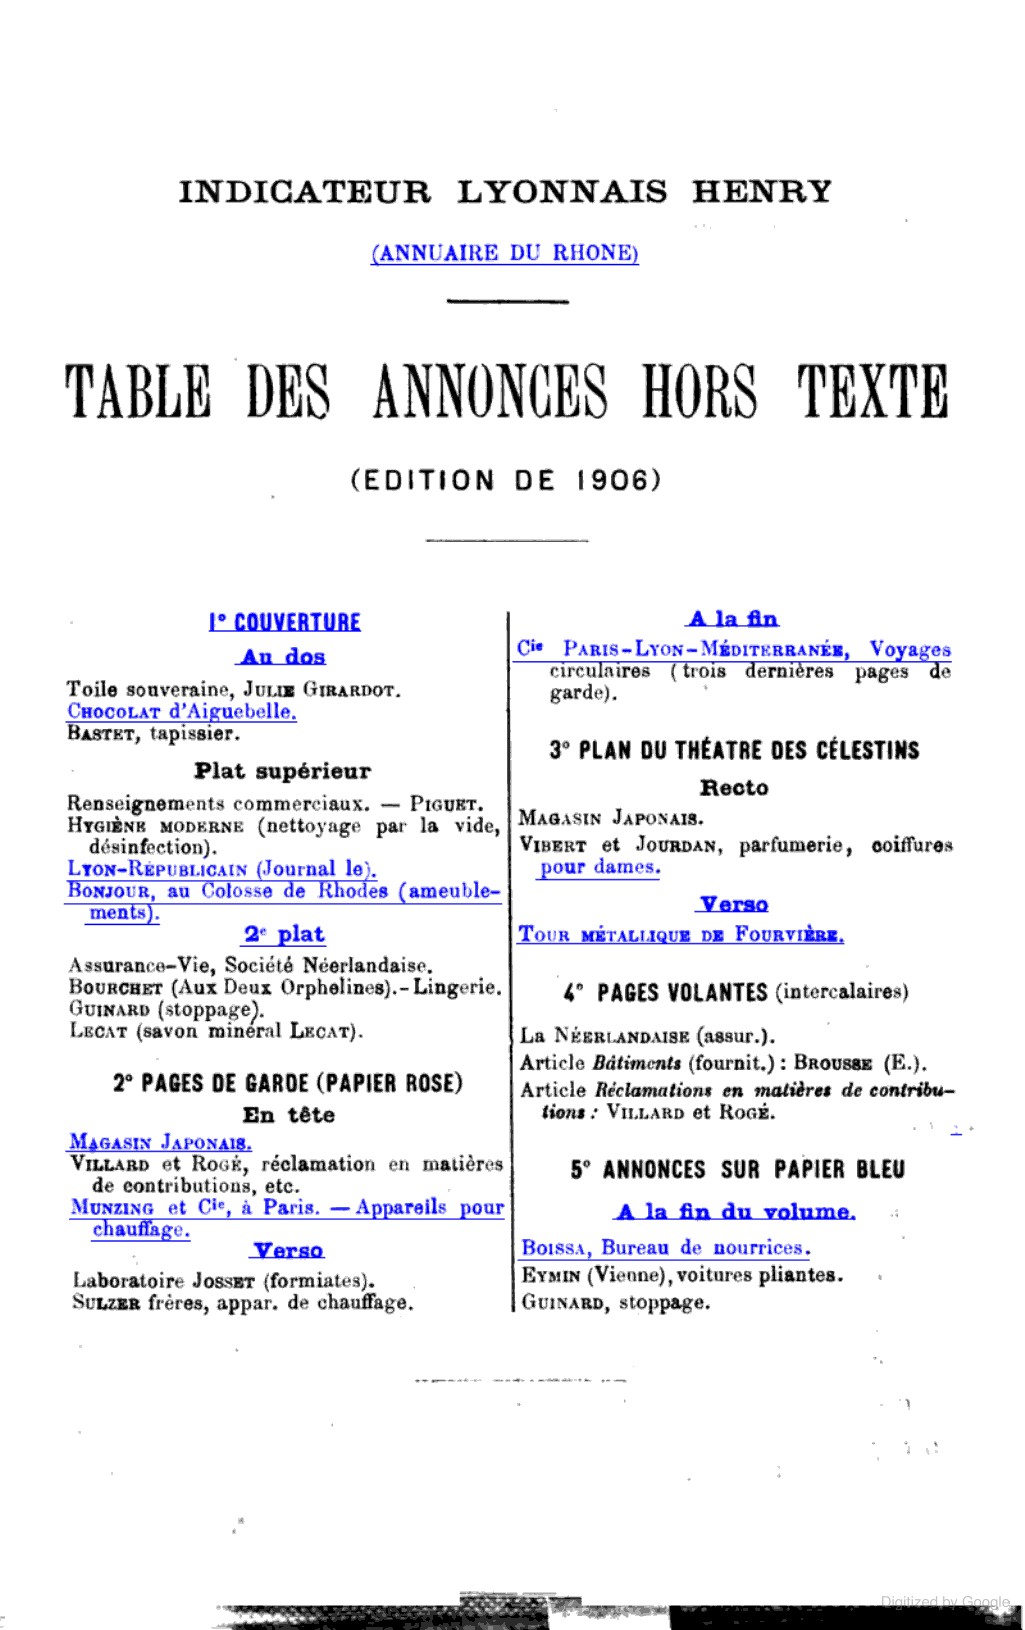 INDICATEUR LYONNAIS HENRY
(ANNUAIRE DU RHONE)
TABLE DES ANNONCES HORS TEXTE
(EDITION DE 1906)
1° COUVERTURE
Au dos
Toile souveraine, JULIE GIRARDOT.
CHOCOLAT d'Aiguebelle.
BASTET, tapissier.
Plat supérieur
Renseignements commerciaux. — PIGUET.
HYGIÈNE MODERNE (nettoyage par la vide,
désinfection).
LYON-RÉPUBLICAIN (Journal le).
BONJOUR, au Colosse de Rhodes (ameuble-
ments).
2e plat
Assurance-Vie, Société Néerlandaise.
BOURCHET (Aux Deux Orphelines).-Lingerie.
GUINARD (stoppage).
LECAT (savon minéral LECAT).
2° PAGES DE GARDE (PAPIER ROSE)
En tête
MAGASIN JAPONAIS.
VILLARD et ROGÉ, réclamation en matières
de contributions, etc.
MUNZING et Cie, à Paris. — Appareils pour
chauffage.
Verso
Laboratoire JOSSET (formiates).
SULZER frères, appar. de chauffage.
A la fin
Cie PARIS-LYON-MÉDITERRANÉE, Voyages
circulaires (trois dernières pages de
garde).
3° PLAN DU THÉATRE DES CÉLESTINS
Recto
MAGASIN JAPONAIS.
VIBERT et JOURDAN, parfumerie, coiffures
pour dames.
Verso
TOUR MÉTALLIQUE DE FOURVIÈRE.
4° PAGES VOLANTES (intercalaires)
La NÉERLANDAISE (assur.).
Article Bâtiments (fournit.) : BROUSSE (E.).
Article Réclamations en matières de contribu-
tions : VILLARD et ROGÉ.
5° ANNONCES SUR PAPIER BLEU
A la fin du volume.
BOISSA, Bureau de nourrices.
EYMIN (Vienne), voitures pliantes.
GUINARD, stoppage.
Digitized by Google